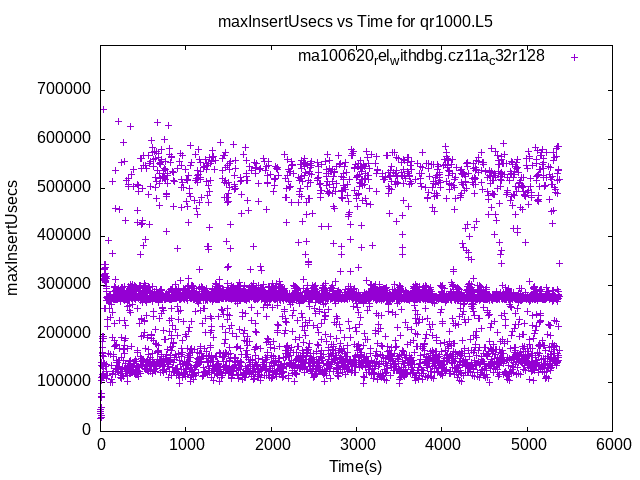 maxInsertUsecs vs Time for qr1000.L5
ma100620relwithdbg.cz11ac32r128
700000
600000
500000
400000
300000
200000
100000
0
maxInsertUsecs
0 1000 2000 3000 4000 5000 6000
Time(s)